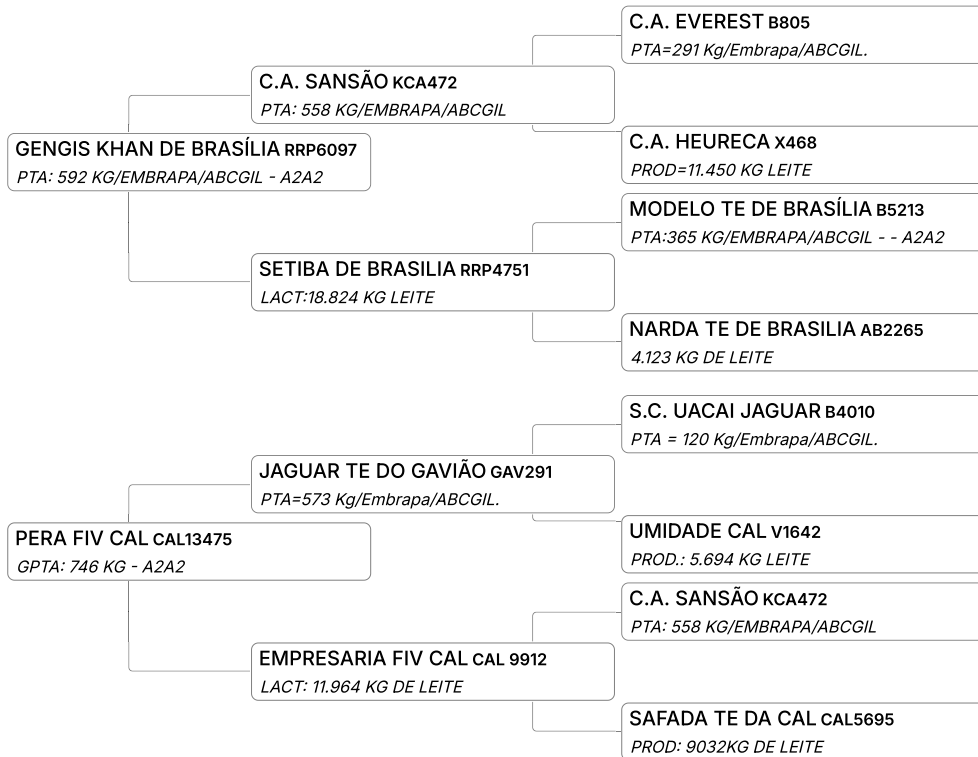 C.A. EVEREST B805
PTA=291 Kg/Embrapa/ABCGIL.
C.A. SANSÃO KCA472
PTA: 558 KG/EMBRAPA/ABCGIL
C.A. HEURECA X468
PROD=11.450 KG LEITE
GENGIS KHAN DE BRASÍLIA RRP6097
PTA: 592 KG/EMBRAPA/ABCGIL - A2A2
MODELO TE DE BRASÍLIA B5213
PTA:365 KG/EMBRAPA/ABCGIL - - A2A2
SETIBA DE BRASILIA RRP4751
LACT:18.824 KG LEITE
NARDA TE DE BRASILIA AB2265
4.123 KG DE LEITE
S.C. UACAI JAGUAR B4010
PTA = 120 Kg/Embrapa/ABCGIL.
JAGUAR TE DO GAVIÃO GAV291
PTA=573 Kg/Embrapa/ABCGIL.
UMIDADE CAL V1642
PROD.: 5.694 KG LEITE
PERA FIV CAL CAL13475
GPTA: 746 KG - A2A2
C.A. SANSÃO KCA472
PTA: 558 KG/EMBRAPA/ABCGIL
EMPRESARIA FIV CAL CAL 9912
LACT: 11.964 KG DE LEITE
SAFADA TE DA CAL CAL5695
PROD: 9032KG DE LEITE